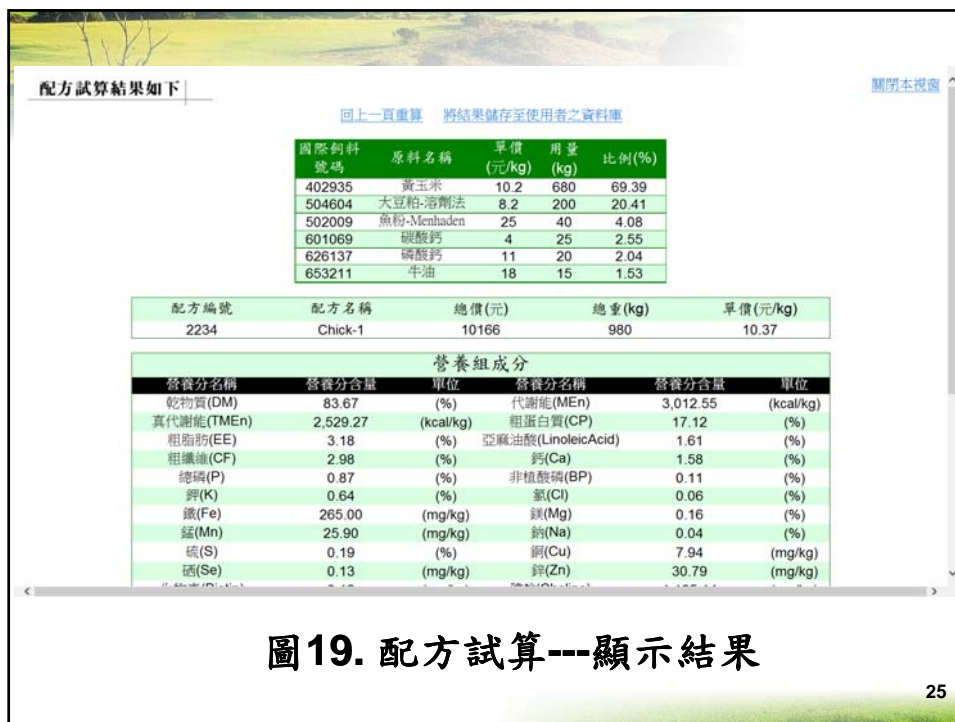 配方試算結果如下
關閉本視窗
回上一頁重算 將結果儲存至使用者之資料庫
國際飼料號碼 原料名稱 單價(元/kg) 用量(kg) 比例(%)
402935 黃玉米 10.2 680 69.39
504604 大豆粕-溶劑法 8.2 200 20.41
502009 魚粉-Menhaden 25 40 4.08
601069 碳酸鈣 4 25 2.55
626137 磷酸鈣 11 20 2.04
653211 牛油 18 15 1.53
配方編號 配方名稱 總價(元) 總重(kg) 單價(元/kg)
2234 Chick-1 10166 980 10.37
營養組成分
營養分名稱 營養分含量 單位 營養分名稱 營養分含量 單位
乾物質(DM) 83.67 (%) 代謝能(MEn) 3,012.55 (kcal/kg)
真代謝能(TMEn) 2,529.27 (kcal/kg) 粗蛋白質(CP) 17.12 (%)
粗脂肪(EE) 3.18 (%) 亞麻油酸(LinoleicAcid) 1.61 (%)
粗纖維(CF) 2.98 (%) 鈣(Ca) 1.58 (%)
總磷(P) 0.87 (%) 非植酸磷(BP) 0.11 (%)
鉀(K) 0.64 (%) 氯(Cl) 0.06 (%)
鐵(Fe) 265.00 (mg/kg) 鎂(Mg) 0.16 (%)
錳(Mn) 25.90 (mg/kg) 鈉(Na) 0.04 (%)
硫(S) 0.19 (%) 銅(Cu) 7.94 (mg/kg)
硒(Se) 0.13 (mg/kg) 鋅(Zn) 30.79 (mg/kg)
圖19. 配方試算---顯示結果
25